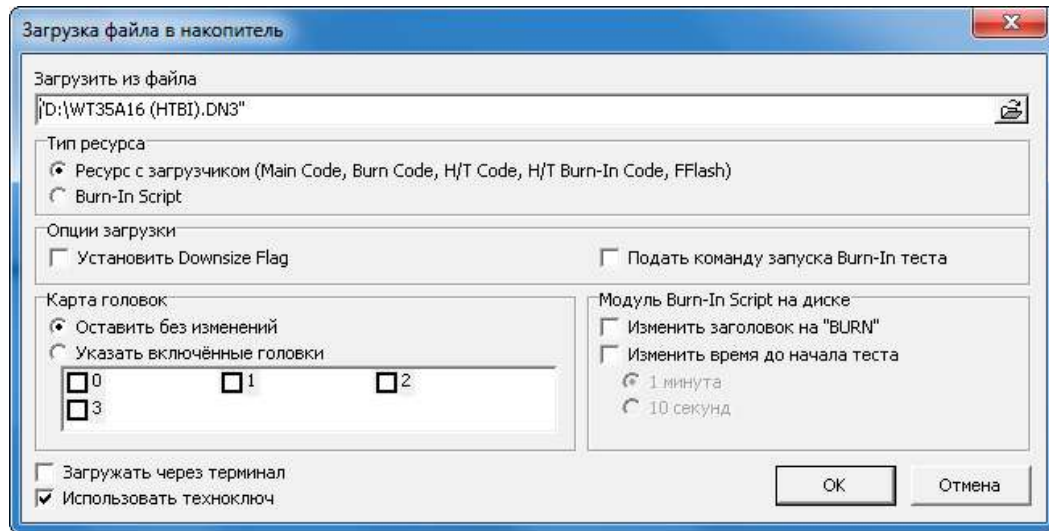 Загрузка файла в накопитель
Загрузить из файла
"D:\WT35A16 (HTBI).DN3"
Тип ресурса
Ресурс с загрузчиком (Main Code, Burn Code, H/T Code, H/T Burn-In Code, FFlash)
Burn-In Script
Опции загрузки
Установить Downsize Flag
Подать команду запуска Burn-In теста
Карта головок
Оставить без изменений
Указать включённые головки
0 1 2
3
Модуль Burn-In Script на диске
Изменить заголовок на "BURN"
Изменить время до начала теста
1 минута
10 секунд
Загружать через терминал
Использовать техноключ
OK Отмена